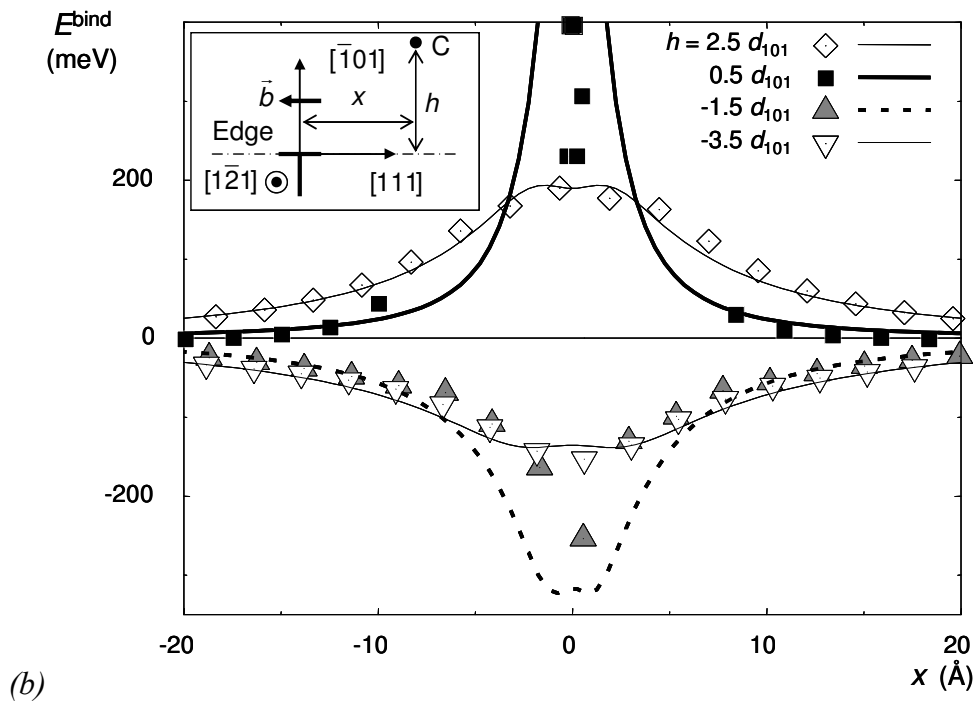 E^bind
(meV)
[1̄01]
C
b⃗
x
h
Edge
[12̄1]
[111]
h = 2.5 d₁₀₁
0.5 d₁₀₁
-1.5 d₁₀₁
-3.5 d₁₀₁
200
0
-200
-20
-10
0
10
20
x (Å)
(b)